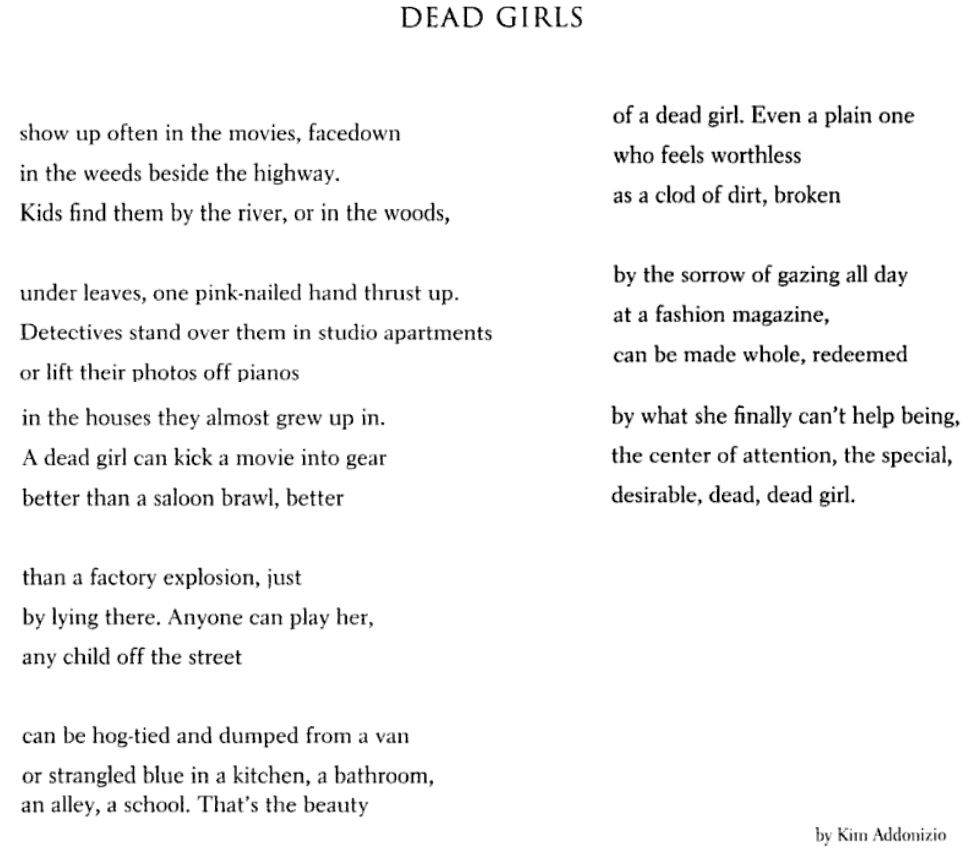 DEAD GIRLS
show up often in the movies, facedown
in the weeds beside the highway.
Kids find them by the river, or in the woods,
under leaves, one pink-nailed hand thrust up.
Detectives stand over them in studio apartments
or lift their photos off pianos
in the houses they almost grew up in.
A dead girl can kick a movie into gear
better than a saloon brawl, better
than a factory explosion, just
by lying there. Anyone can play her,
any child off the street
can be hog-tied and dumped from a van
or strangled blue in a kitchen, a bathroom,
an alley, a school. That's the beauty
of a dead girl. Even a plain one
who feels worthless
as a clod of dirt, broken
by the sorrow of gazing all day
at a fashion magazine,
can be made whole, redeemed
by what she finally can't help being,
the center of attention, the special,
desirable, dead, dead girl.
by Kim Addonizio